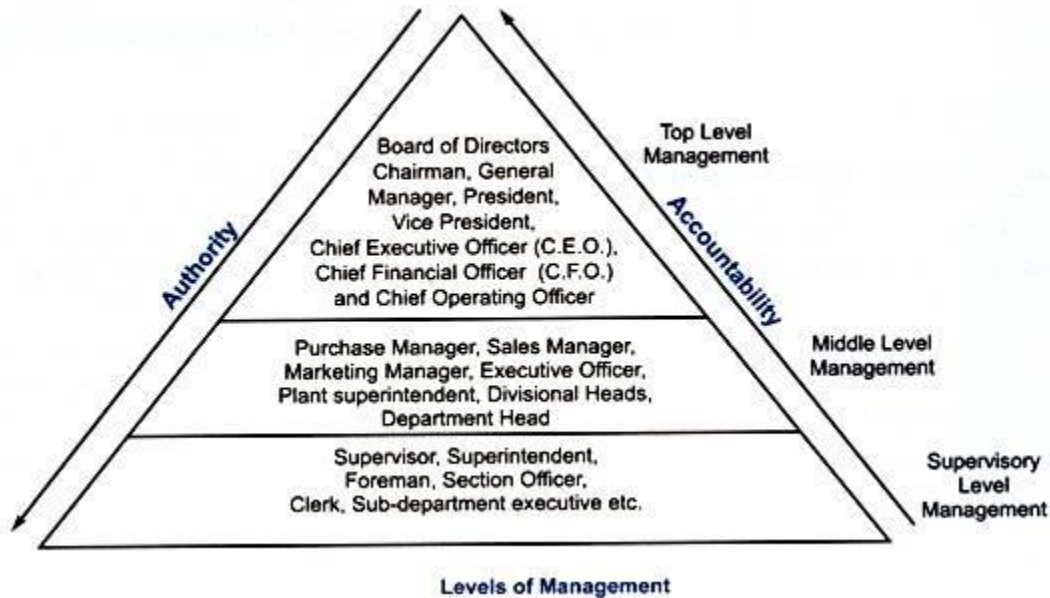 Board of Directors
Chairman, General
Manager, President,
Vice President,
Chief Executive Officer (C.E.O.),
Chief Financial Officer (C.F.O.)
and Chief Operating Officer
Top Level
Management
Authority
Accountability
Purchase Manager, Sales Manager,
Marketing Manager, Executive Officer,
Plant superintendent, Divisional Heads,
Department Head
Middle Level
Management
Supervisor, Superintendent,
Foreman, Section Officer,
Clerk, Sub-department executive etc.
Supervisory
Level
Management
Levels of Management